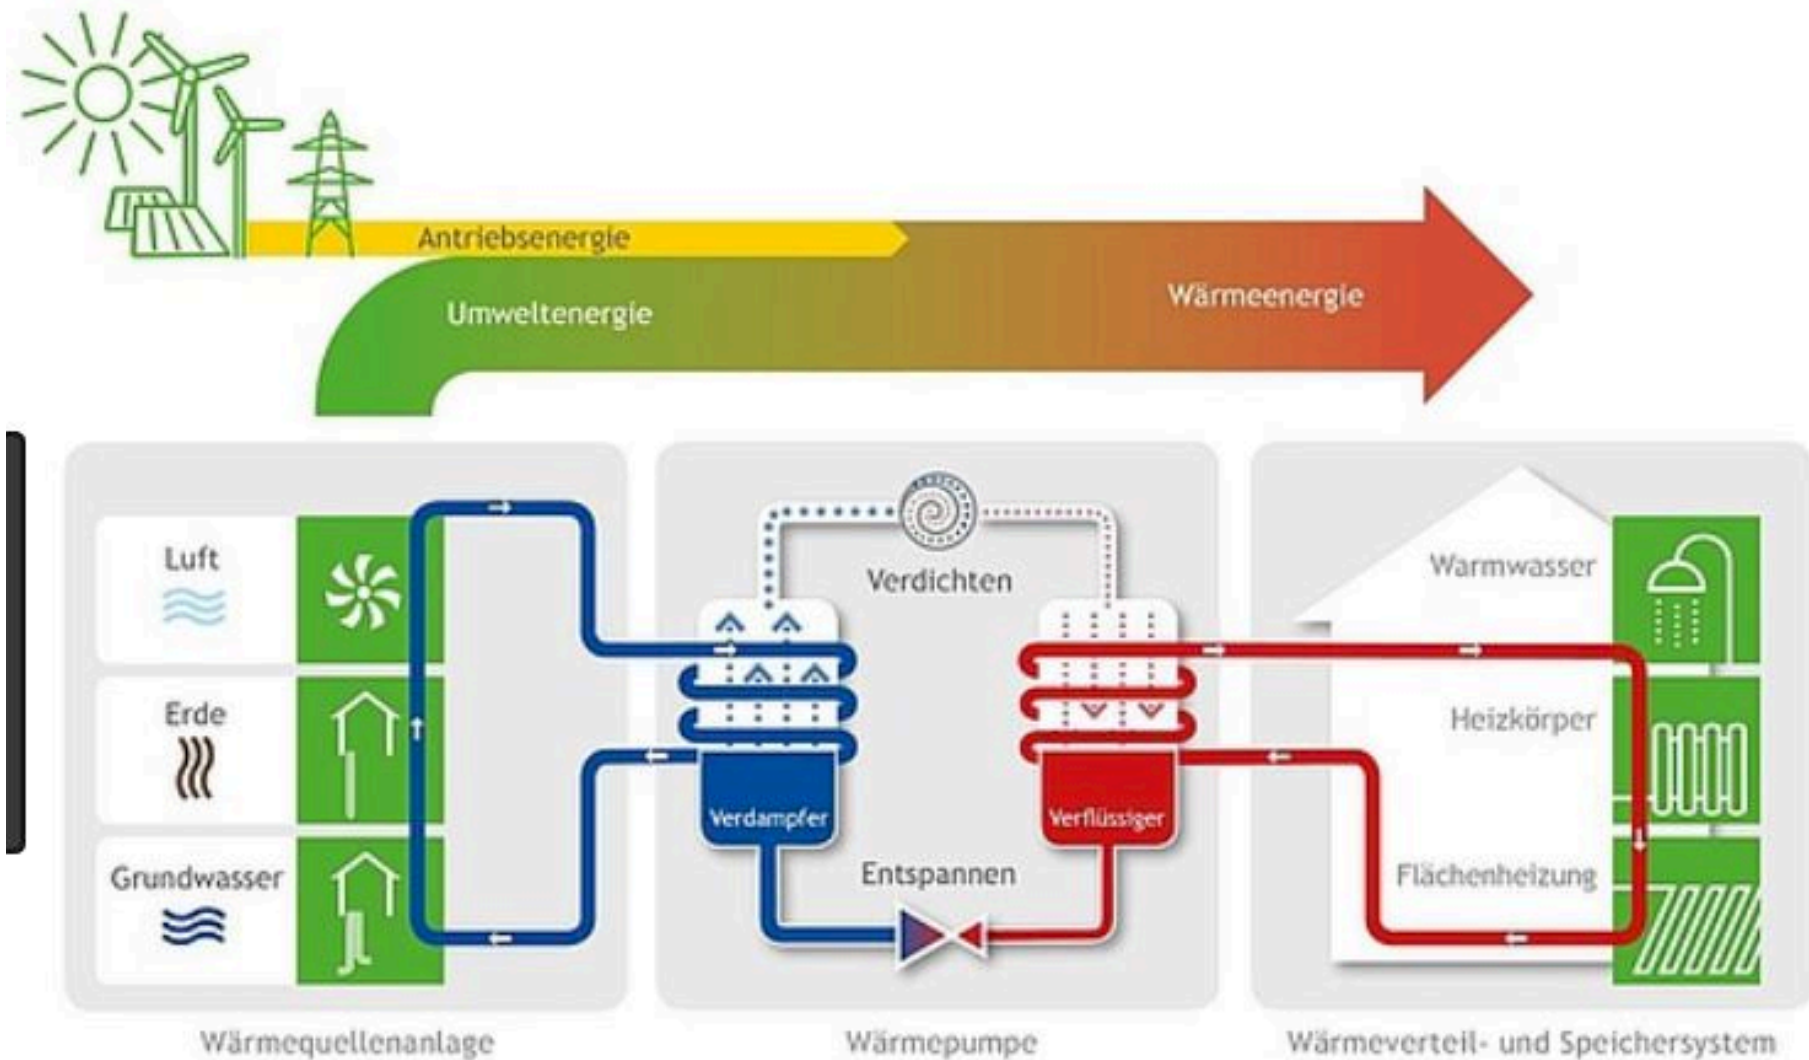 Antriebsenergie
Umweltenergie
Wärmeenergie
Luft
Erde
Grundwasser
Wärmequellenanlage
Verdichten
Verdampfer
Verflüssiger
Entspannen
Wärmepumpe
Warmwasser
Heizkörper
Flächenheizung
Wärmeverteil- und Speichersystem